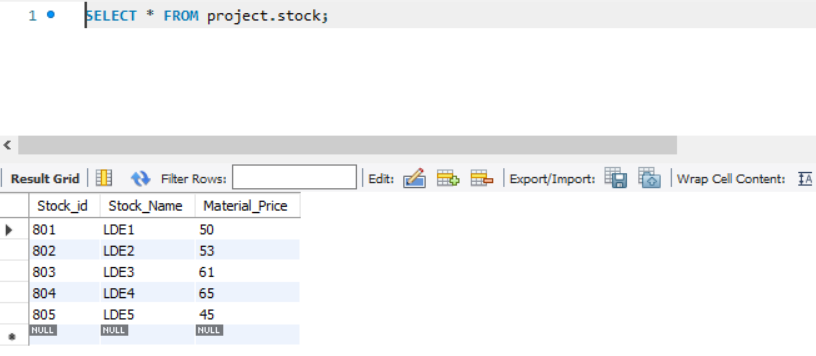 1 SELECT * FROM project.stock;
Result Grid Filter Rows: Edit: Export/Import: Wrap Cell Content:
Stock_id Stock_Name Material_Price
801 LDE1 50
802 LDE2 53
803 LDE3 61
804 LDE4 65
805 LDE5 45
NULL NULL NULL